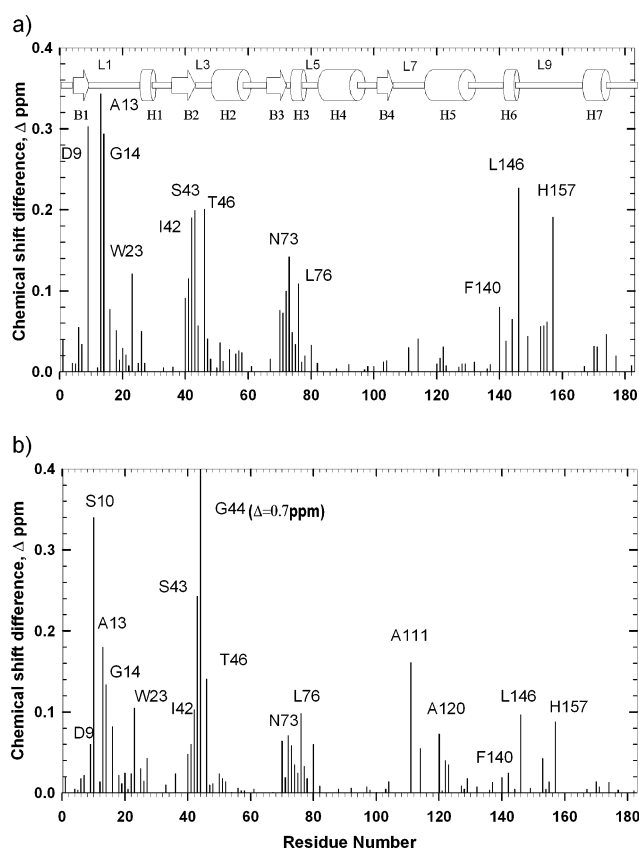 a)
0.4
L1 L3 L5 L7 L9
B1 H1 B2 H2 B3 H3 H4 B4 H5 H6 H7
A13
0.3
D9
G14
S43
L146
T46
H157
0.2
I42
N73
W23
L76
F140
0.1
0.0
0 20 40 60 80 100 120 140 160 180
Chemical shift difference, Δ ppm
b)
0.4
S10
G44 (Δ=0.7ppm)
0.3
S43
A13
0.2
A111
G14
T46
W23
L76
I42
A120
L146
H157
D9
N73
F140
0.1
0.0
0 20 40 60 80 100 120 140 160 180
Chemical shift difference, Δ ppm
Residue Number